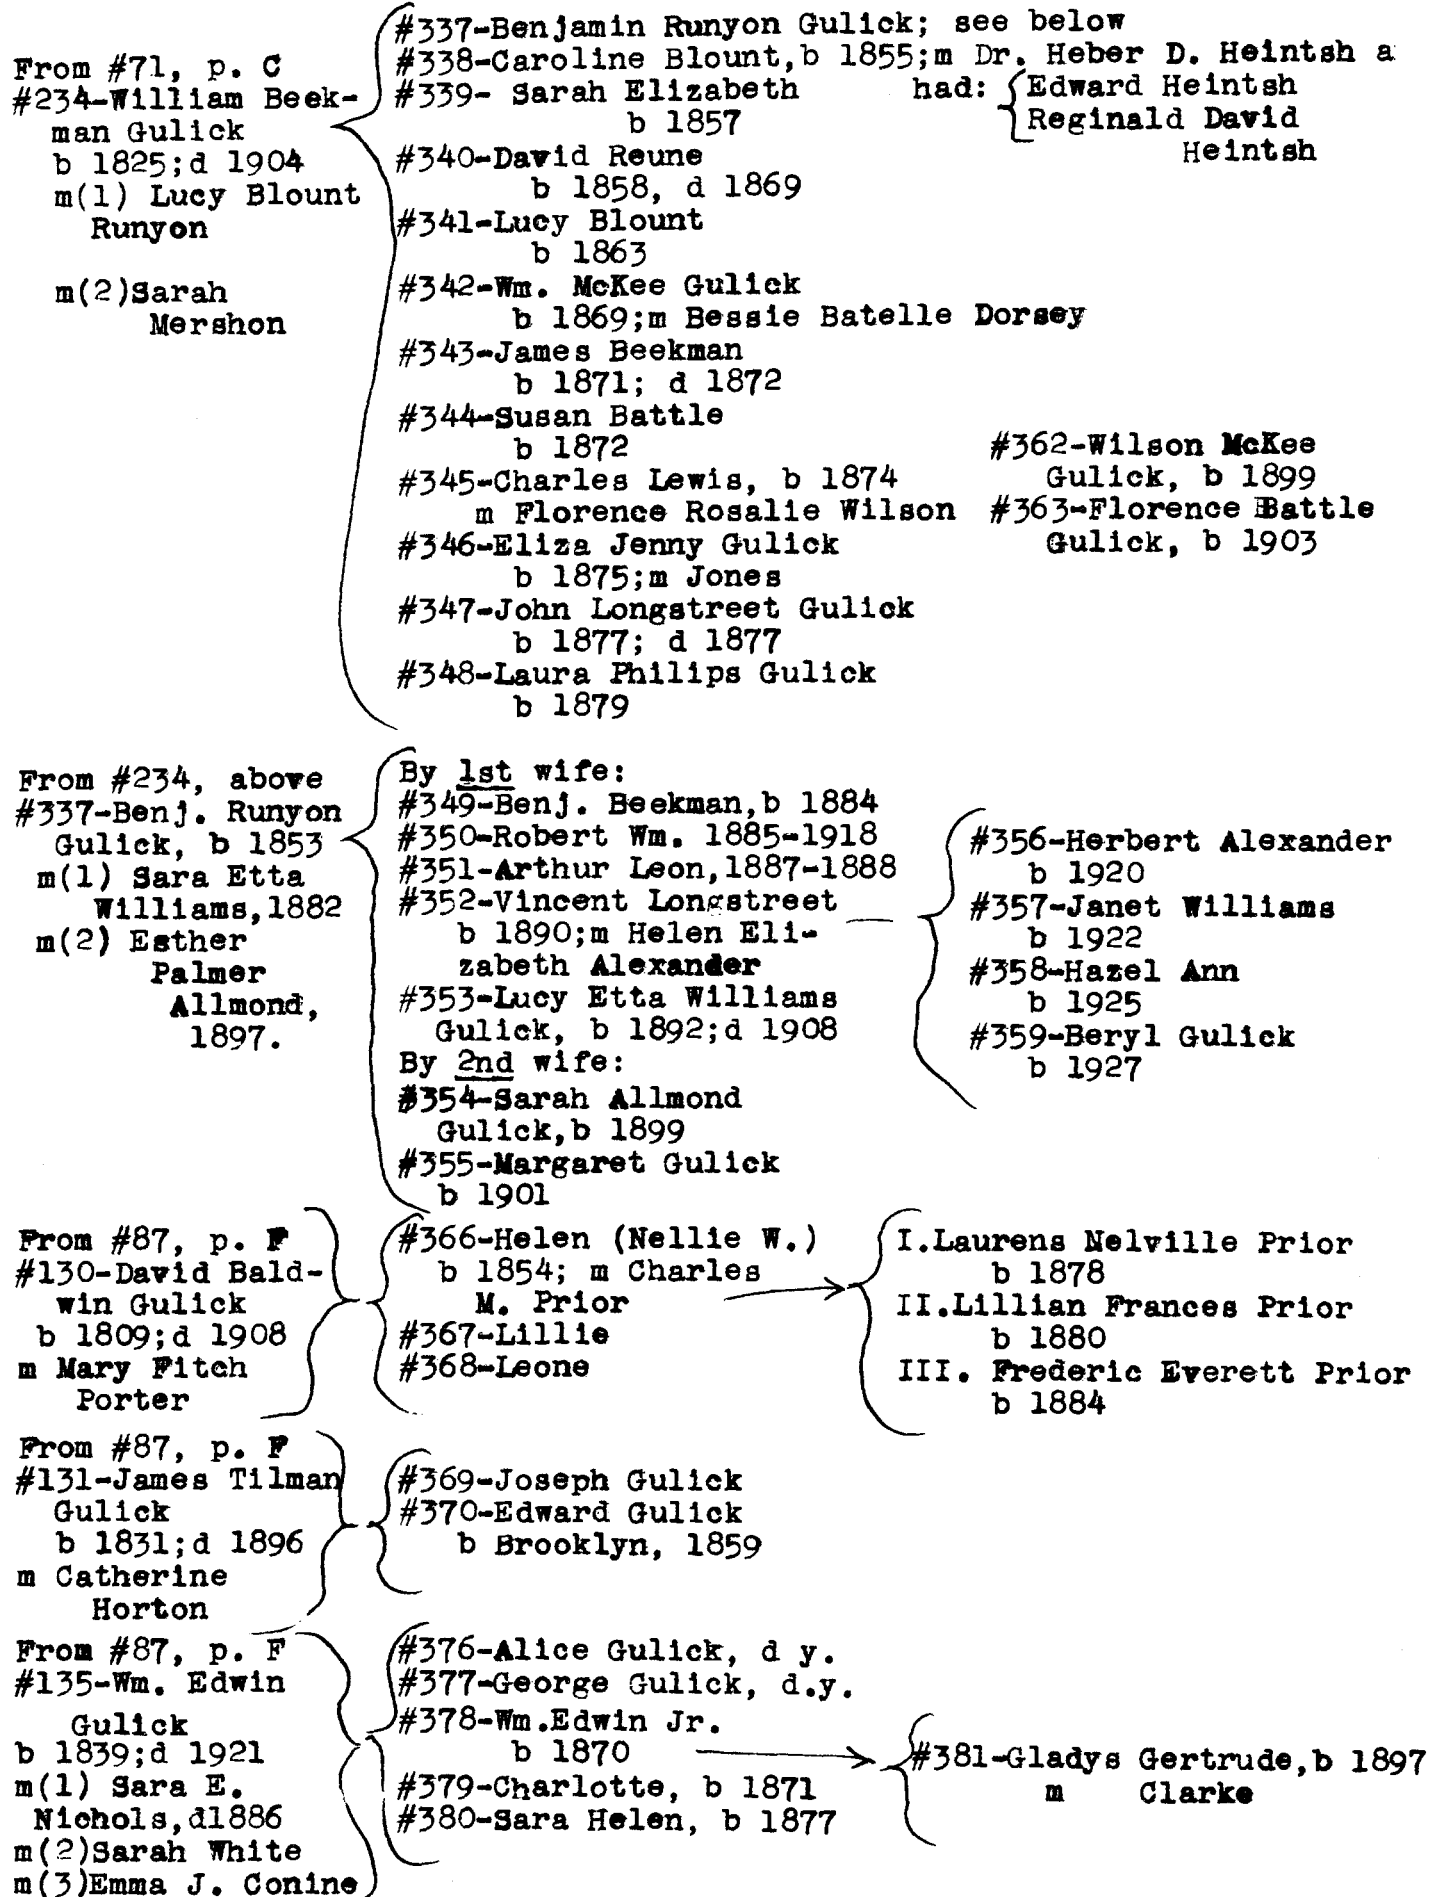 From #71, p. C
#234-William Beek-
man Gulick
b 1825;d 1904
m(1) Lucy Blount
Runyon
m(2)Sarah
Mershon
#337-Benjamin Runyon Gulick; see below
#338-Caroline Blount,b 1855;m Dr. Heber D. Heintsh a
#339- Sarah Elizabeth
b 1857
had:
Edward Heintsh
Reginald David
Heintsh
#340-David Reune
b 1858, d 1869
#341-Lucy Blount
b 1863
#342-Wm. McKee Gulick
b 1869;m Bessie Batelle Dorsey
#343-James Beekman
b 1871; d 1872
#344-Susan Battle
b 1872
#345-Charles Lewis, b 1874
m Florence Rosalie Wilson
#362-Wilson McKee
Gulick, b 1899
#363-Florence Battle
Gulick, b 1903
#346-Eliza Jenny Gulick
b 1875;m Jones
#347-John Longstreet Gulick
b 1877; d 1877
#348-Laura Philips Gulick
b 1879
From #234, above
#337-Benj. Runyon
Gulick, b 1853
m(1) Sara Etta
Williams,1882
m(2) Esther
Palmer
Allmond,
1897.
By 1st wife:
#349-Benj. Beekman,b 1884
#350-Robert Wm. 1885-1918
#351-Arthur Leon,1887-1888
#352-Vincent Longstreet
b 1890;m Helen Eli-
zabeth Alexander
#353-Lucy Etta Williams
Gulick, b 1892;d 1908
By 2nd wife:
#354-Sarah Allmond
Gulick,b 1899
#355-Margaret Gulick
b 1901
#356-Herbert Alexander
b 1920
#357-Janet Williams
b 1922
#358-Hazel Ann
b 1925
#359-Beryl Gulick
b 1927
From #87, p. F
#130-David Bald-
win Gulick
b 1809;d 1908
m Mary Fitch
Porter
#366-Helen (Nellie W.)
b 1854; m Charles
M. Prior
#367-Lillie
#368-Leone
I.Laurens Nelville Prior
b 1878
II.Lillian Frances Prior
b 1880
III. Frederic Everett Prior
b 1884
From #87, p. F
#131-James Tilman
Gulick
b 1831;d 1896
m Catherine
Horton
#369-Joseph Gulick
#370-Edward Gulick
b Brooklyn, 1859
From #87, p. F
#135-Wm. Edwin
Gulick
b 1839;d 1921
m(1) Sara E.
Nichols,d1886
m(2)Sarah White
m(3)Emma J. Conine
#376-Alice Gulick, d y.
#377-George Gulick, d.y.
#378-Wm.Edwin Jr.
b 1870
#379-Charlotte, b 1871
#380-Sara Helen, b 1877
#381-Gladys Gertrude,b 1897
m Clarke